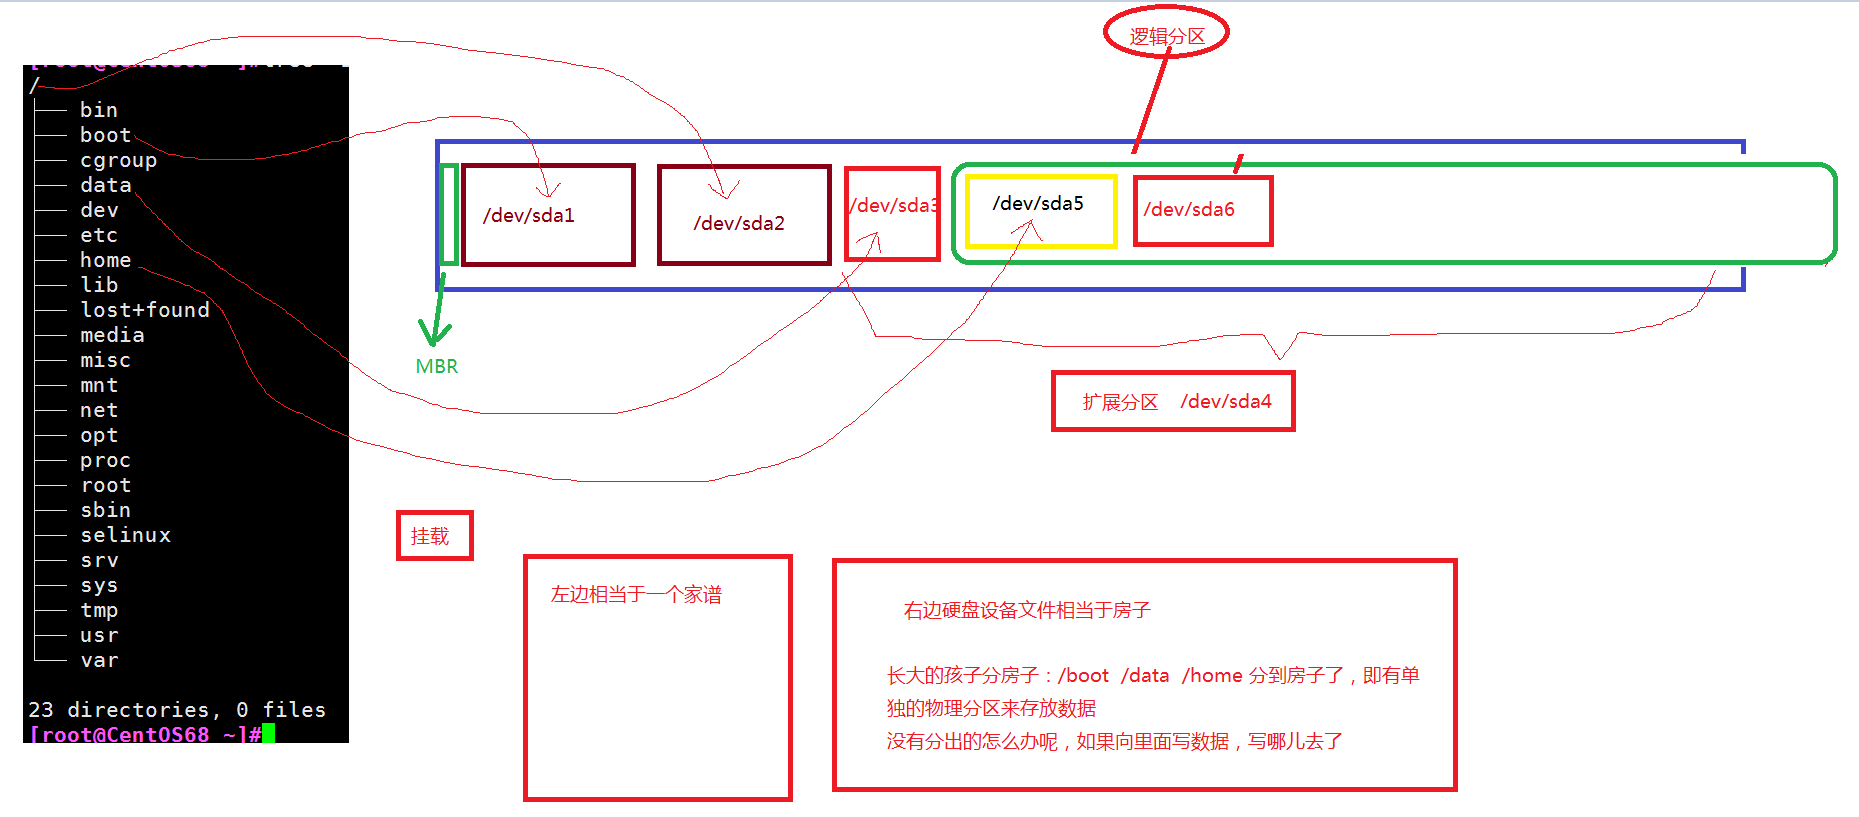 逻辑分区
/
bin
boot
cgroup
data
dev
etc
home
lib
lost+found
media
misc
mnt
net
opt
proc
root
sbin
selinux
srv
sys
tmp
usr
var
23 directories, 0 files
[root@CentOS68 ~]#
/dev/sda1
/dev/sda2
/dev/sda3
/dev/sda5
/dev/sda6
MBR
扩展分区 /dev/sda4
挂载
左边相当于一个家谱
右边硬盘设备文件相当于房子
长大的孩子分房子：/boot /data /home 分到房子了，即有单
独的物理分区来存放数据
没有分出的怎么办呢，如果向里面写数据，写哪儿去了